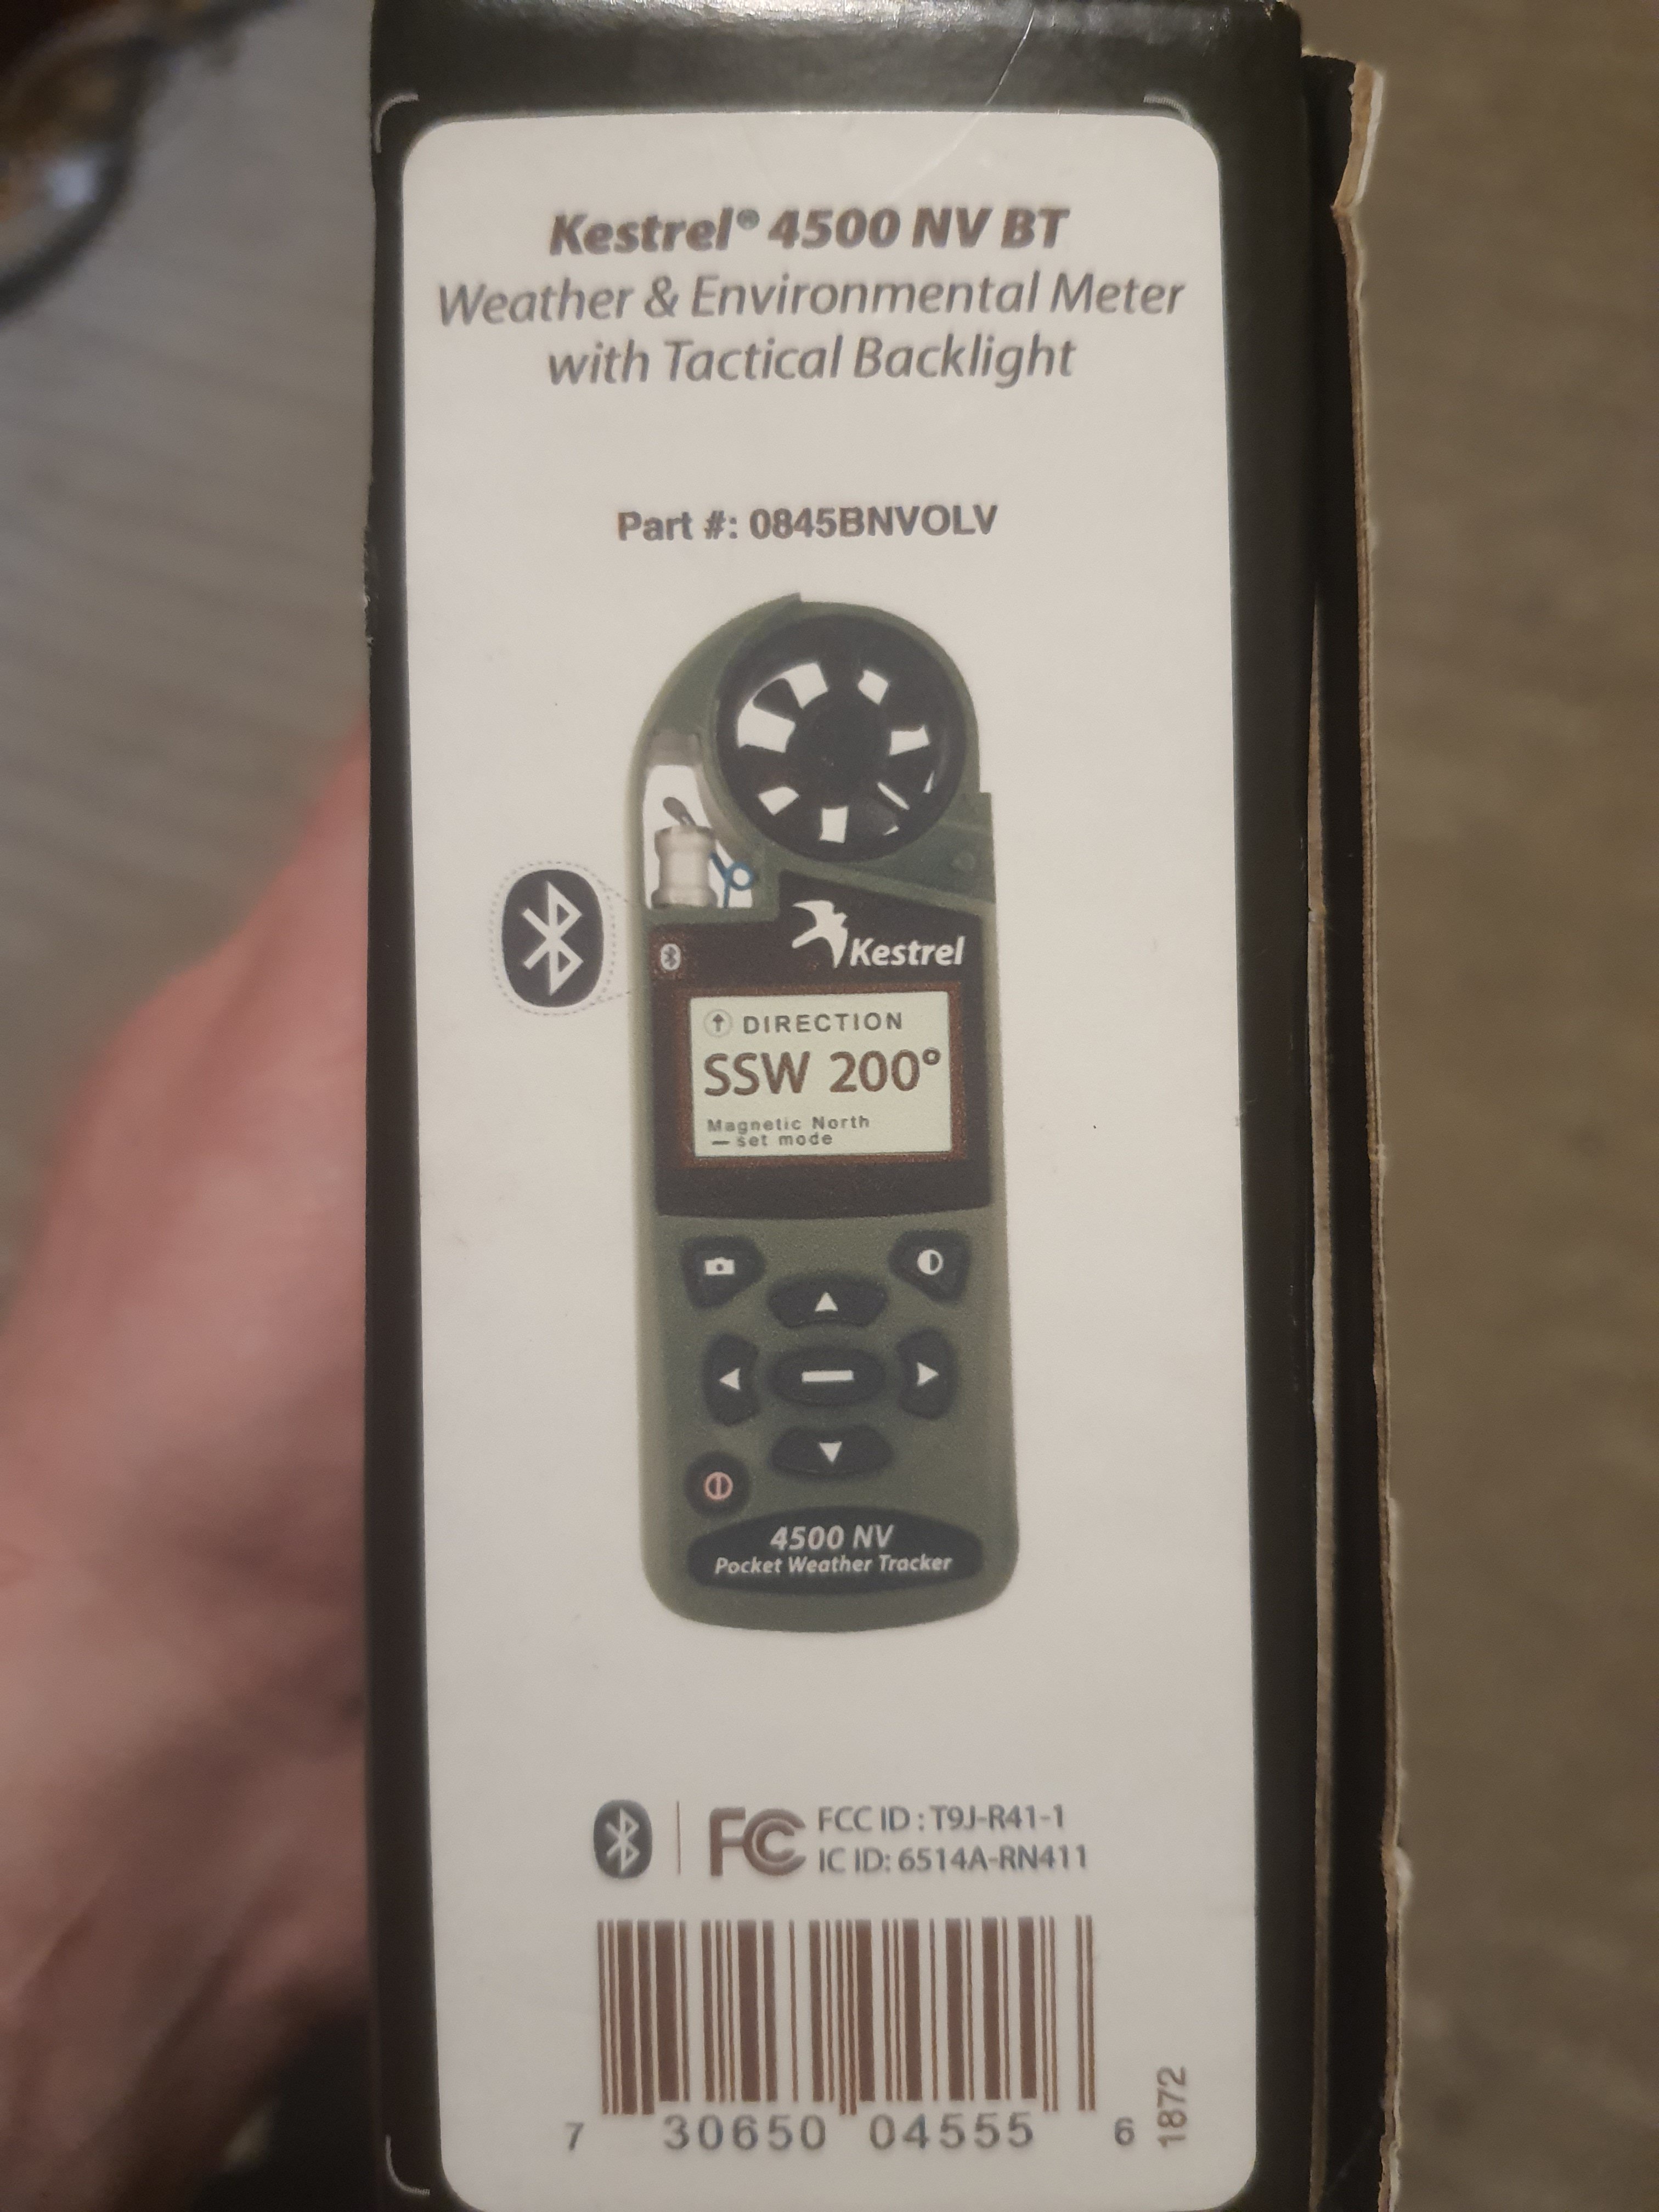 Kestrel® 4500 NV BT
Weather & Environmental Meter
with Tactical Backlight
Part #: 0845BNVOLV
Kestrel
DIRECTION
SSW 200°
Magnetic North
— set mode
4500 NV
Pocket Weather Tracker
FC FCC ID : T9J-R41-1
IC ID: 6514A-RN411
7 30650 04555 6
1872